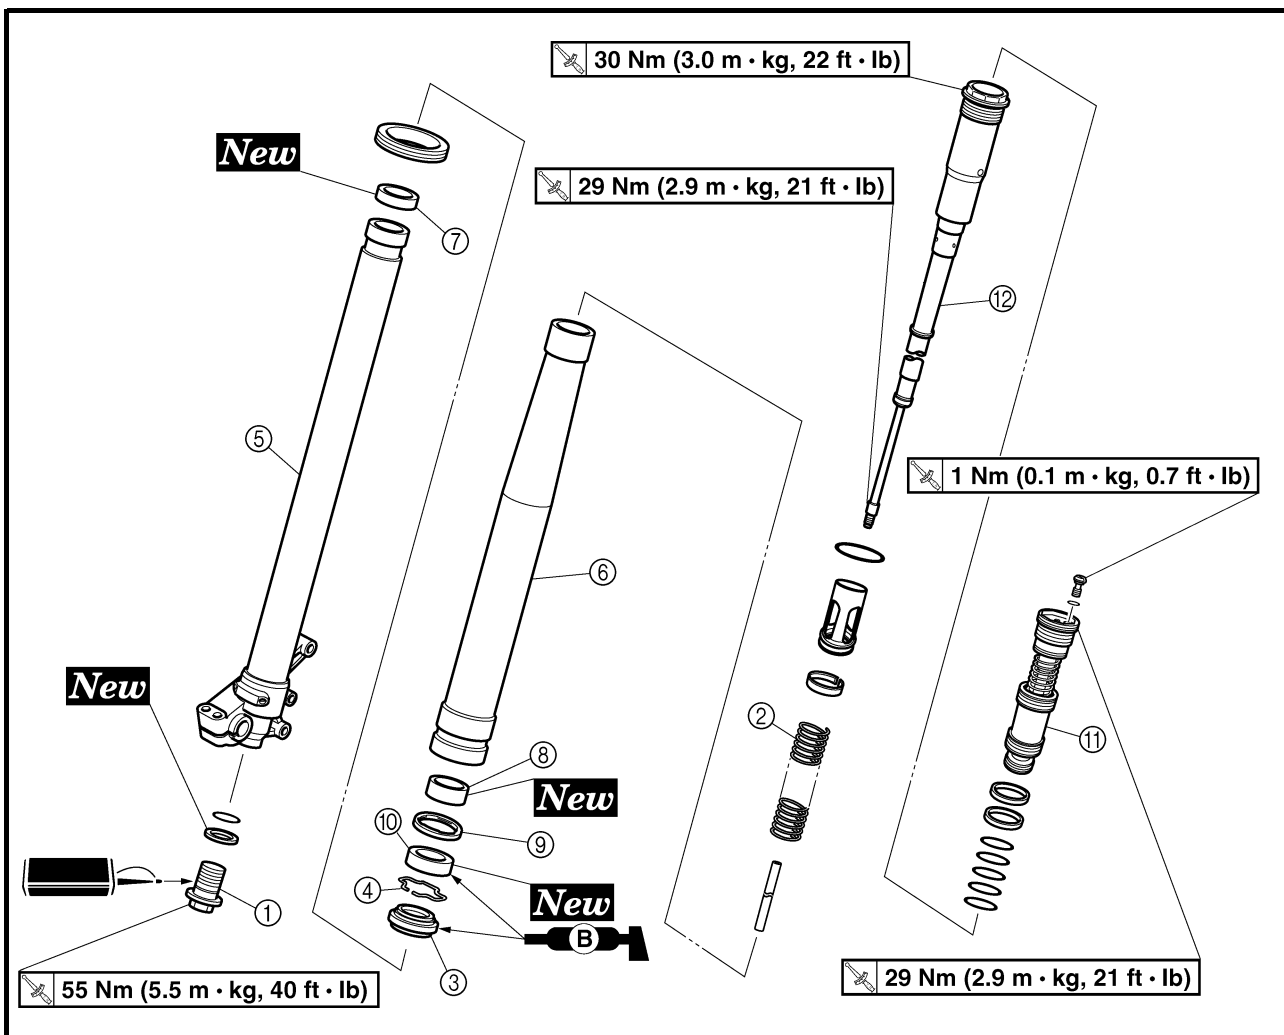 30 Nm (3.0 m · kg, 22 ft · lb)
New
29 Nm (2.9 m · kg, 21 ft · lb)
7
12
5
1 Nm (0.1 m · kg, 0.7 ft · lb)
6
New
2
11
8
New
10
9
4
1
New
B
3
29 Nm (2.9 m · kg, 21 ft · lb)
55 Nm (5.5 m · kg, 40 ft · lb)